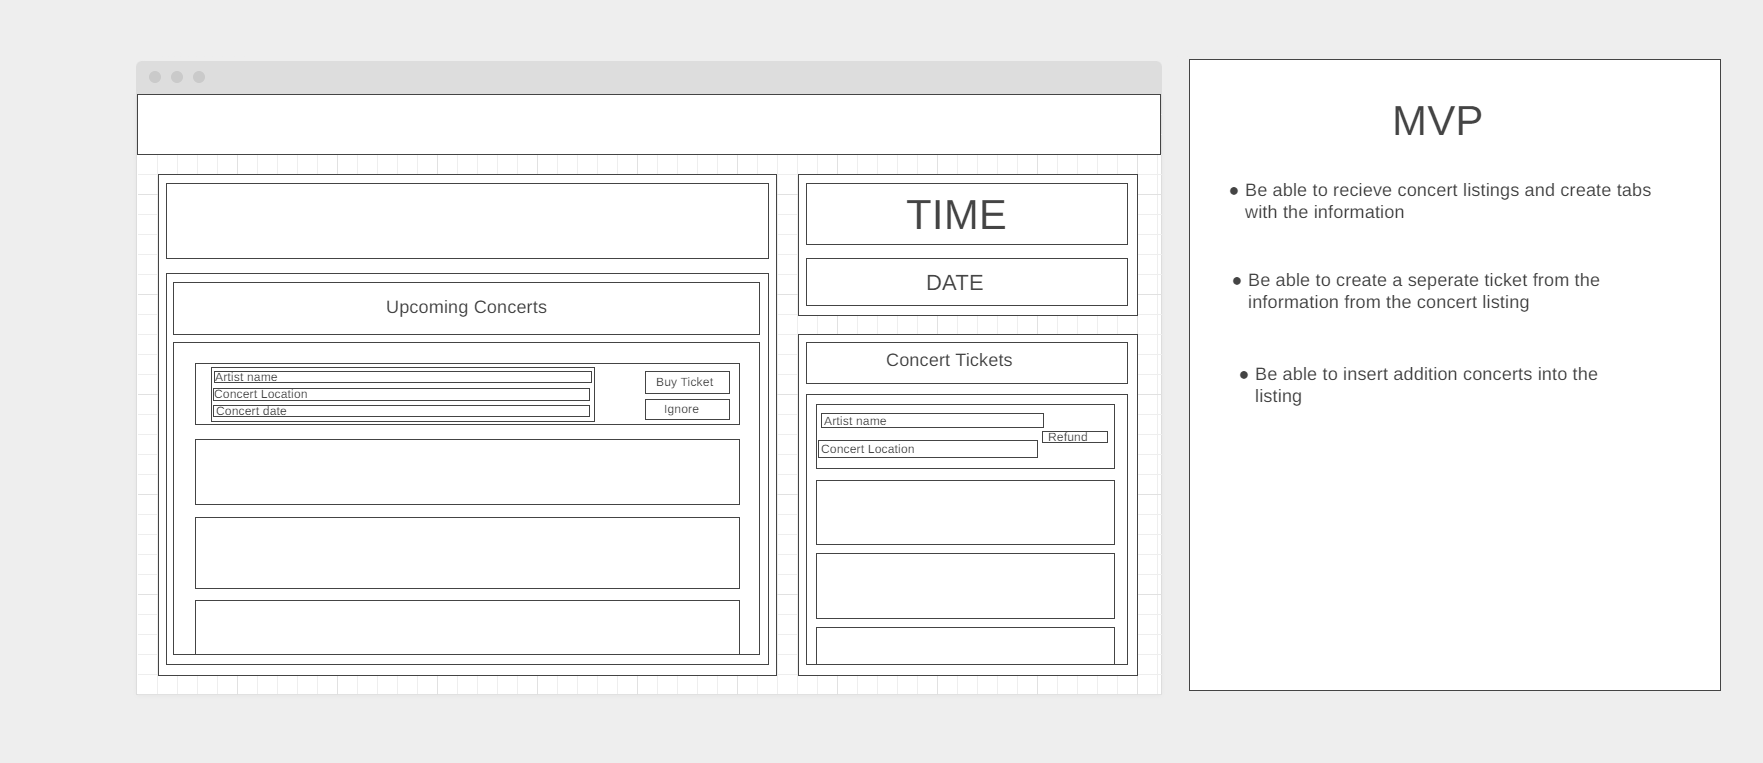 Upcoming Concerts
Artist name
Concert Location
Concert date
Buy Ticket
Ignore
TIME
DATE
Concert Tickets
Artist name
Concert Location
Refund
MVP
● Be able to recieve concert listings and create tabs
with the information
● Be able to create a seperate ticket from the
information from the concert listing
● Be able to insert addition concerts into the
listing